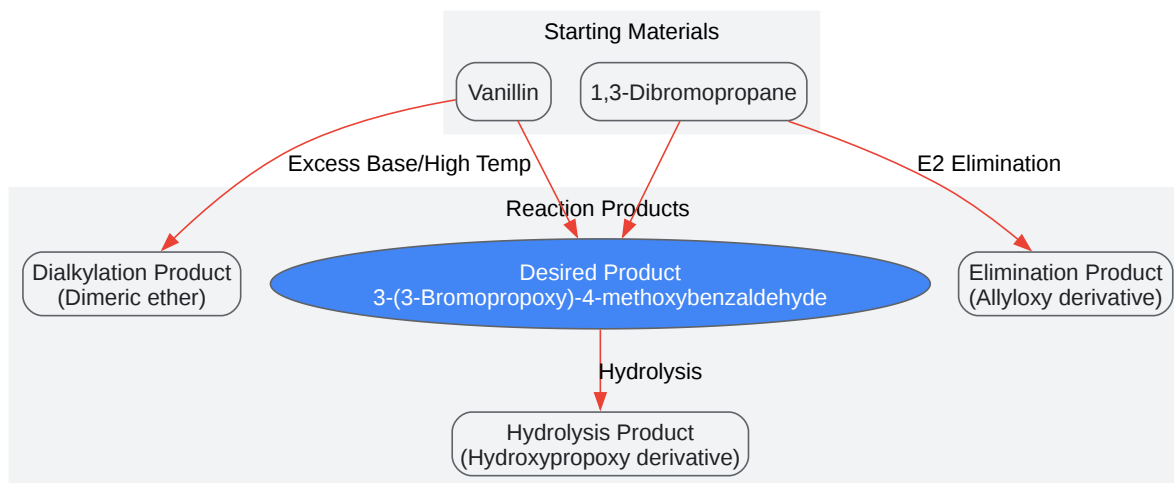 Starting Materials
Vanillin
1,3-Dibromopropane
Excess Base/High Temp
E2 Elimination
Reaction Products
Dialkylation Product
(Dimeric ether)
Desired Product
3-(3-Bromopropoxy)-4-methoxybenzaldehyde
Elimination Product
(Allyloxy derivative)
Hydrolysis
Hydrolysis Product
(Hydroxypropoxy derivative)